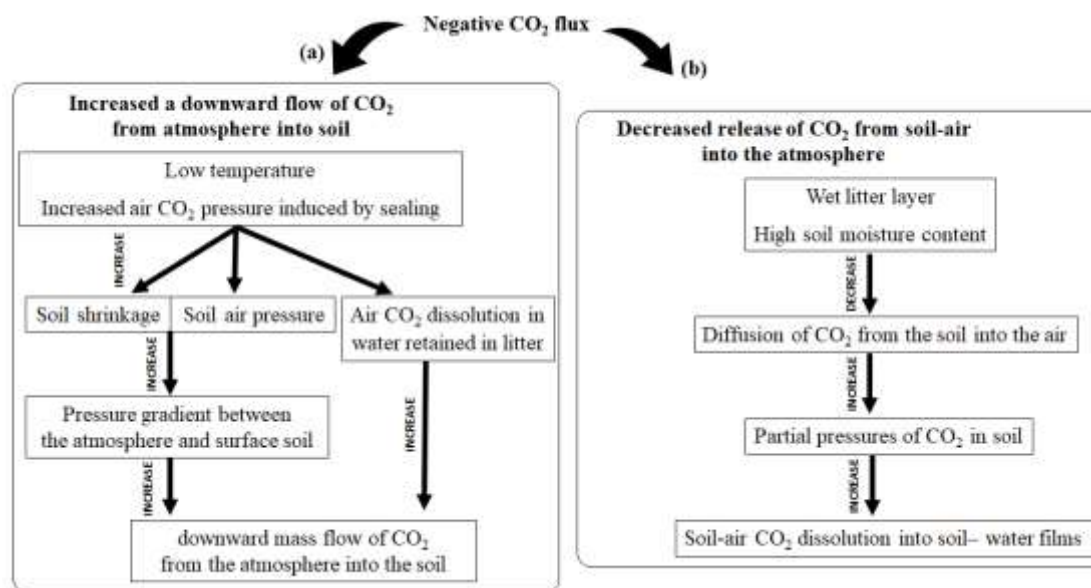 Negative CO₂ flux
(a)
(b)
Increased a downward flow of CO₂
from atmosphere into soil
Low temperature
Increased air CO₂ pressure induced by sealing
INCREASE
Soil shrinkage
Soil air pressure
Air CO₂ dissolution in
water retained in litter
INCREASE
INCREASE
Pressure gradient between
the atmosphere and surface soil
INCREASE
downward mass flow of CO₂
from the atmosphere into the soil
Decreased release of CO₂ from soil-air
into the atmosphere
Wet litter layer
High soil moisture content
DECREASE
Diffusion of CO₂ from the soil into the air
INCREASE
Partial pressures of CO₂ in soil
INCREASE
Soil-air CO₂ dissolution into soil– water films